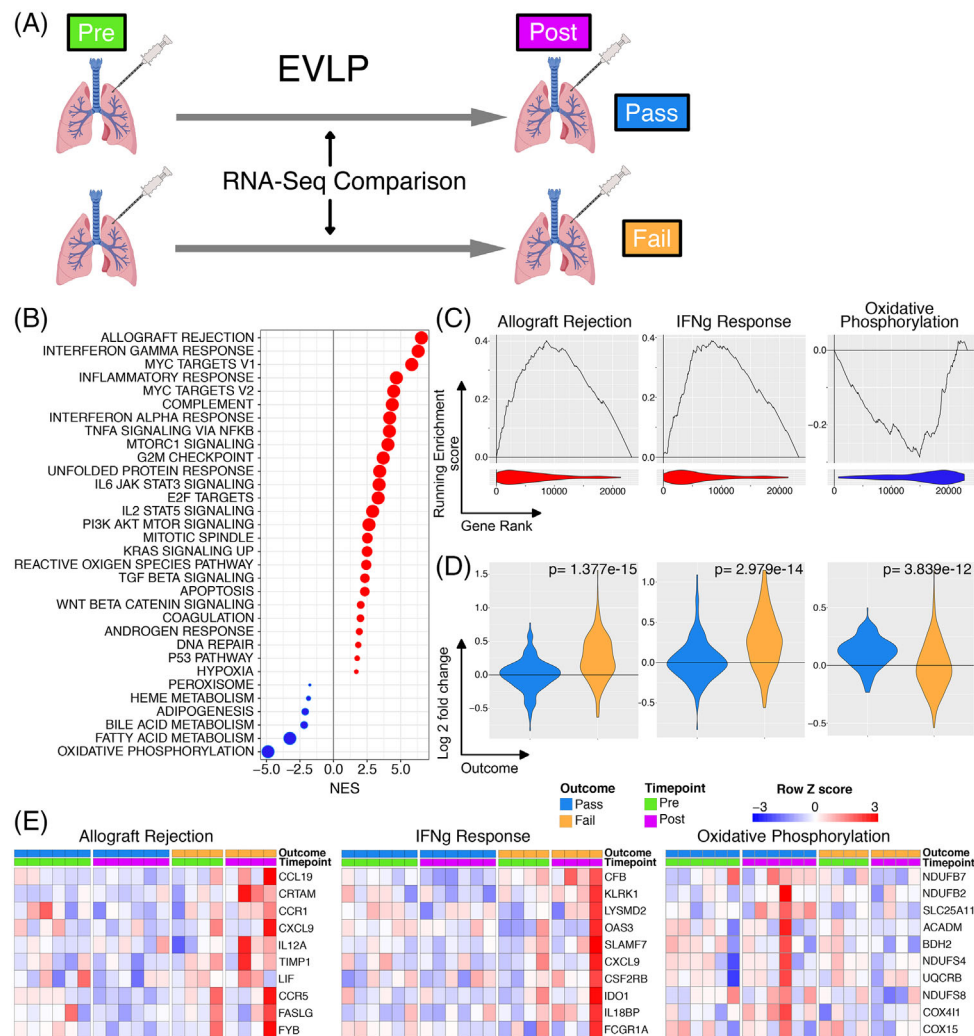 (A)
Pre
Post
EVLP
Pass
RNA-Seq Comparison
Fail
(B)
ALLOGRAFT REJECTION
INTERFERON GAMMA RESPONSE
MYC TARGETS V1
INFLAMMATORY RESPONSE
MYC TARGETS V2
COMPLEMENT
INTERFERON ALPHA RESPONSE
TNFA SIGNALING VIA NFKB
MTORC1 SIGNALING
G2M CHECKPOINT
UNFOLDED PROTEIN RESPONSE
IL6 JAK STAT3 SIGNALING
E2F TARGETS
IL2 STAT5 SIGNALING
PI3K AKT MTOR SIGNALING
MITOTIC SPINDLE
KRAS SIGNALING UP
REACTIVE OXIGEN SPECIES PATHWAY
TGF BETA SIGNALING
APOPTOSIS
WNT BETA CATENIN SIGNALING
COAGULATION
ANDROGEN RESPONSE
DNA REPAIR
P53 PATHWAY
HYPOXIA
PEROXISOME
HEME METABOLISM
ADIPOGENESIS
BILE ACID METABOLISM
FATTY ACID METABOLISM
OXIDATIVE PHOSPHORYLATION
−5.0 −2.5 0.0 2.5 5.0
NES
(C)
Allograft Rejection
IFNg Response
Oxidative
Phosphorylation
Running Enrichment
score
0.4
0.2
0.0
0 10000 20000
0.4
0.2
0.0
0 10000 20000
0.0
−0.2
0 10000 20000
Gene Rank
(D)
p= 1.377e-15
p= 2.979e-14
p= 3.839e-12
Log 2 fold change
1.5
1.0
0.5
0.0
−0.5
1.0
0.5
0.0
−0.5
0.5
0.0
−0.5
Outcome
Outcome
Pass
Fail
Timepoint
Pre
Post
Row Z score
−3 0 3
(E)
Allograft Rejection
Outcome
Timepoint
CCL19
CRTAM
CCR1
CXCL9
IL12A
TIMP1
LIF
CCR5
FASLG
FYB
IFNg Response
Outcome
Timepoint
CFB
KLRK1
LYSMD2
OAS3
SLAMF7
CXCL9
CSF2RB
IDO1
IL18BP
FCGR1A
Oxidative Phosphorylation
Outcome
Timepoint
NDUFB7
NDUFB2
SLC25A11
ACADM
BDH2
NDUFS4
UQCRB
NDUFS8
COX4I1
COX15